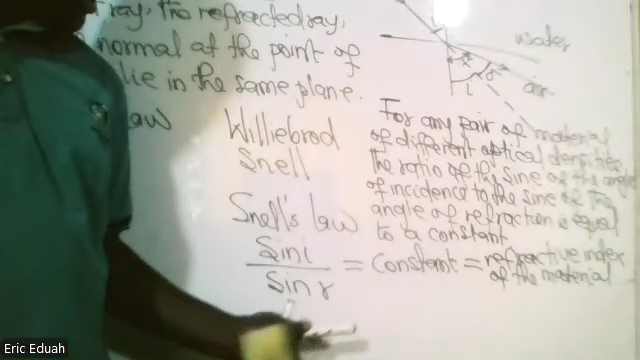 ray, the refracted ray,
normal at the point of
lie in the same plane.
law
Williebrod
Snell
Snell's law
Sin i
Sin r
= Constant = refractive index
of the material
For any pair of material
of different optical densities
the ratio of the sine of the angle
of incidence to the sine of the
angle of refraction is equal
to a constant
water
air
i
r
Eric Eduah